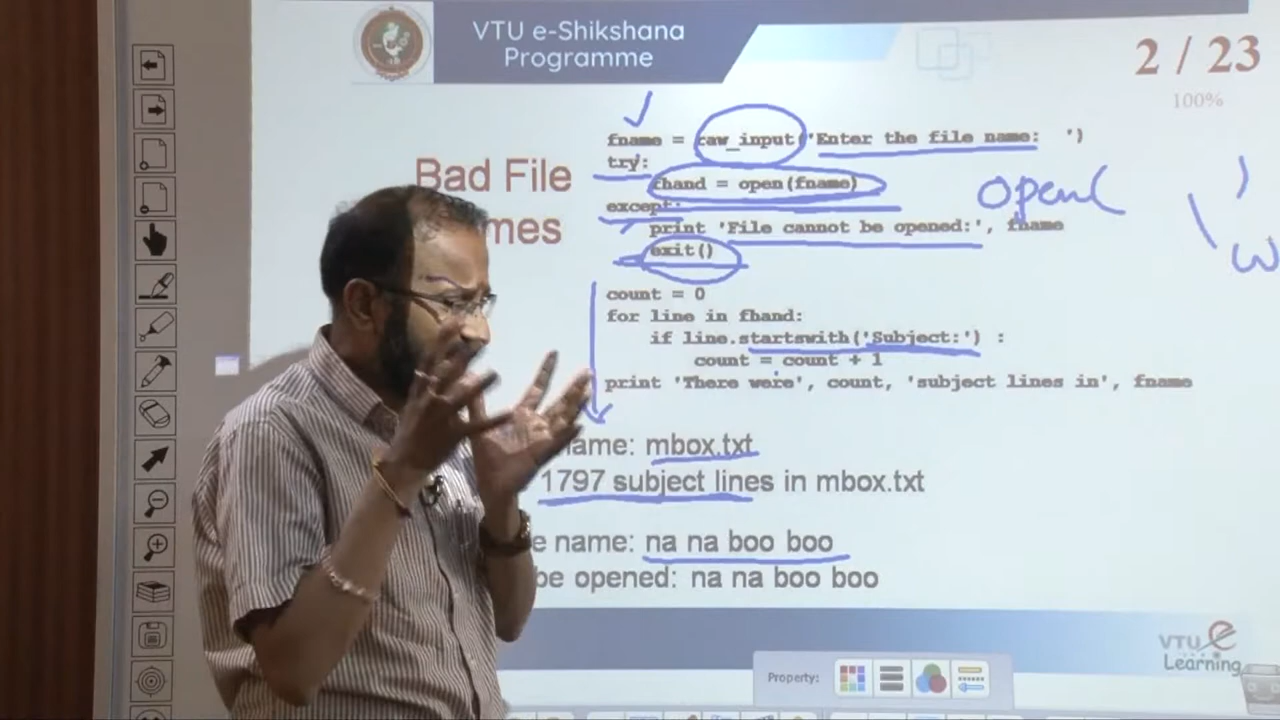 VTU e-Shikshana
Programme
2 / 23
100%
Bad File
mes
fname = raw_input('Enter the file name:  ')
try:
fhand = open(fname)
except:
print 'File cannot be opened:', fname
exit()
open(
w
count = 0
for line in fhand:
if line.startswith('Subject:') :
count = count + 1
print 'There were', count, 'subject lines in', fname
name: mbox.txt
1797 subject lines in mbox.txt
e name: na na boo boo
be opened: na na boo boo
VTU e
Learning
Property: